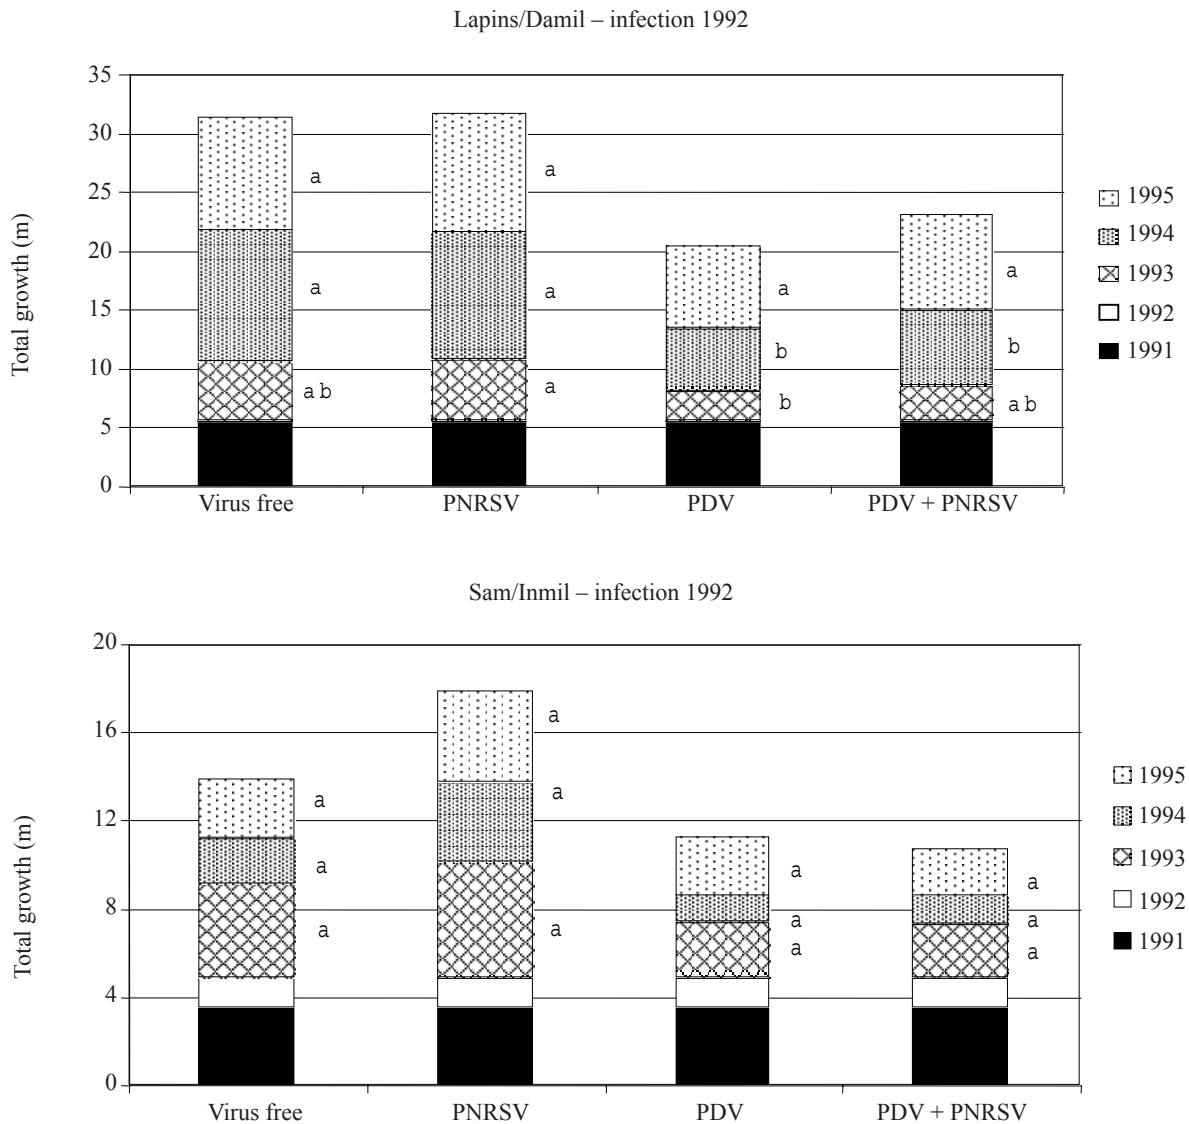 Lapins/Damil – infection 1992
Total growth (m)
35
30
25
20
15
10
5
0
a
a
a b
a
a
a
a
b
b
a
b
a b
Virus free
PNRSV
PDV
PDV + PNRSV
1995
1994
1993
1992
1991
Sam/Inmil – infection 1992
Total growth (m)
20
16
12
8
4
0
a
a
a
a
a
a
a
a
a
a
a
a
Virus free
PNRSV
PDV
PDV + PNRSV
1995
1994
1993
1992
1991